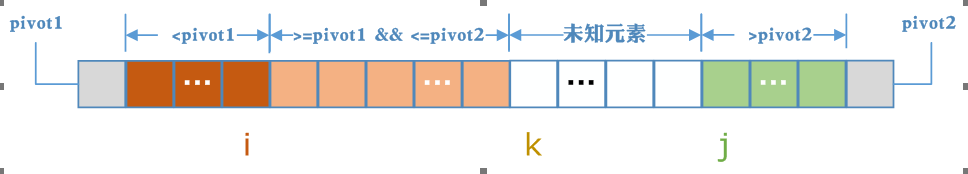 pivot1
<pivot1
>=pivot1 && <=pivot2
未知元素
>pivot2
pivot2
...
...
...
...
i
k
j